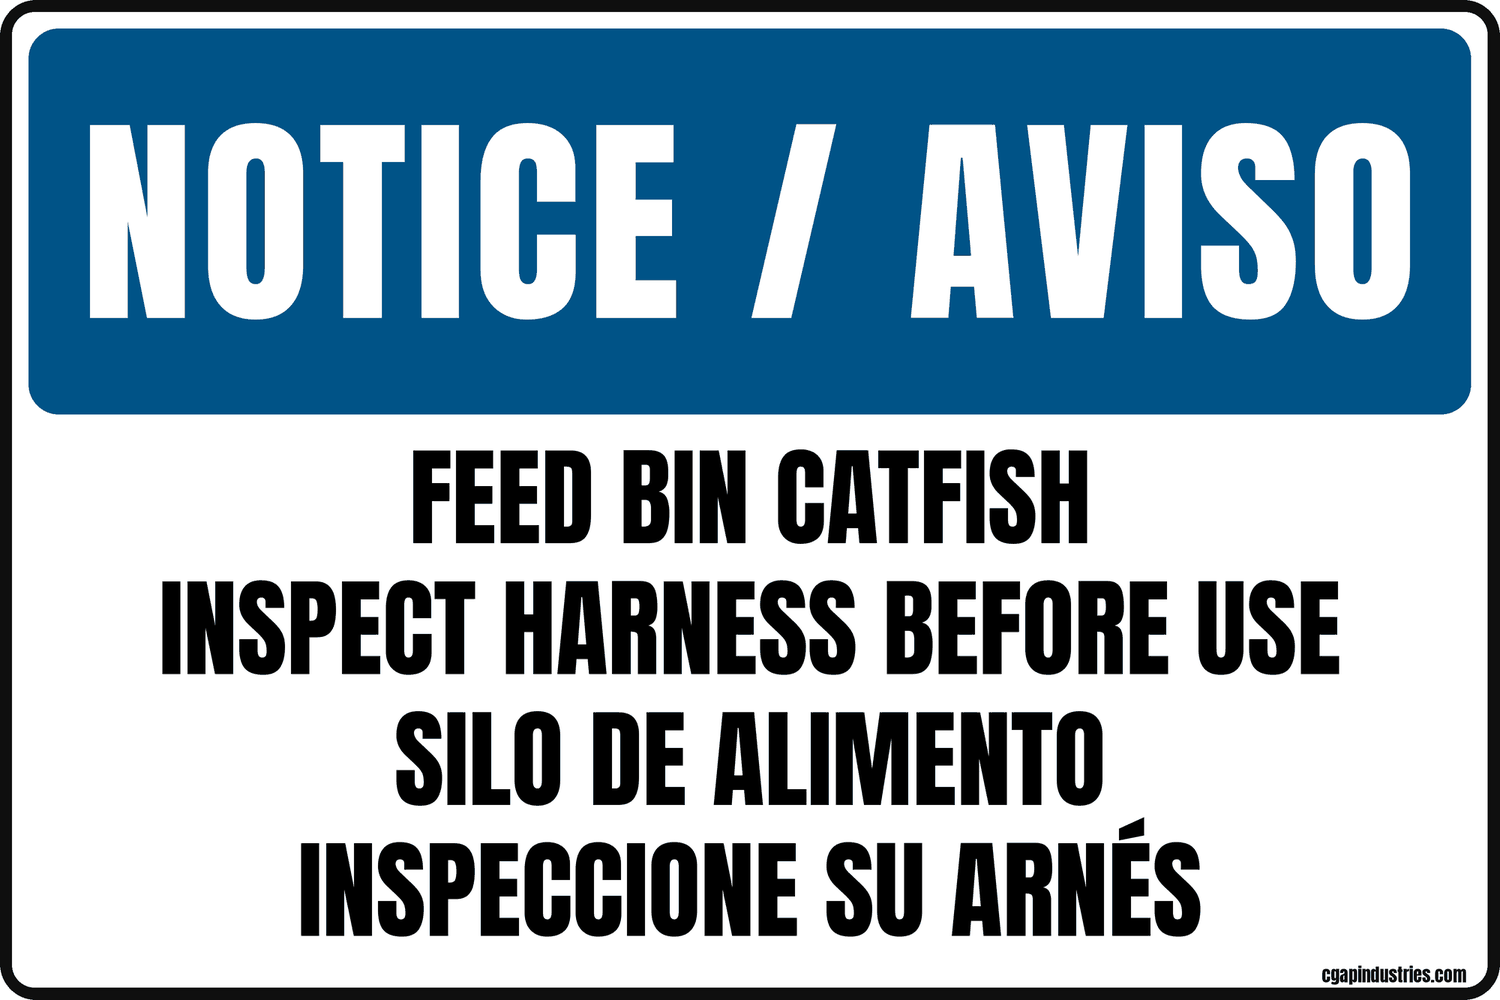 NOTICE / AVISO
FEED BIN CATFISH
INSPECT HARNESS BEFORE USE
SILO DE ALIMENTO
INSPECCIONE SU ARNÉS
cgapindustries.com